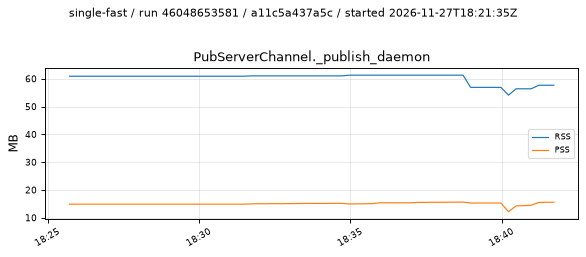 single-fast / run 46048653581 / a11c5a437a5c / started 2026-11-27T18:21:35Z
PubServerChannel._publish_daemon
MB
60
50
40
30
20
10
RSS
PSS
18:25
18:30
18:35
18:40